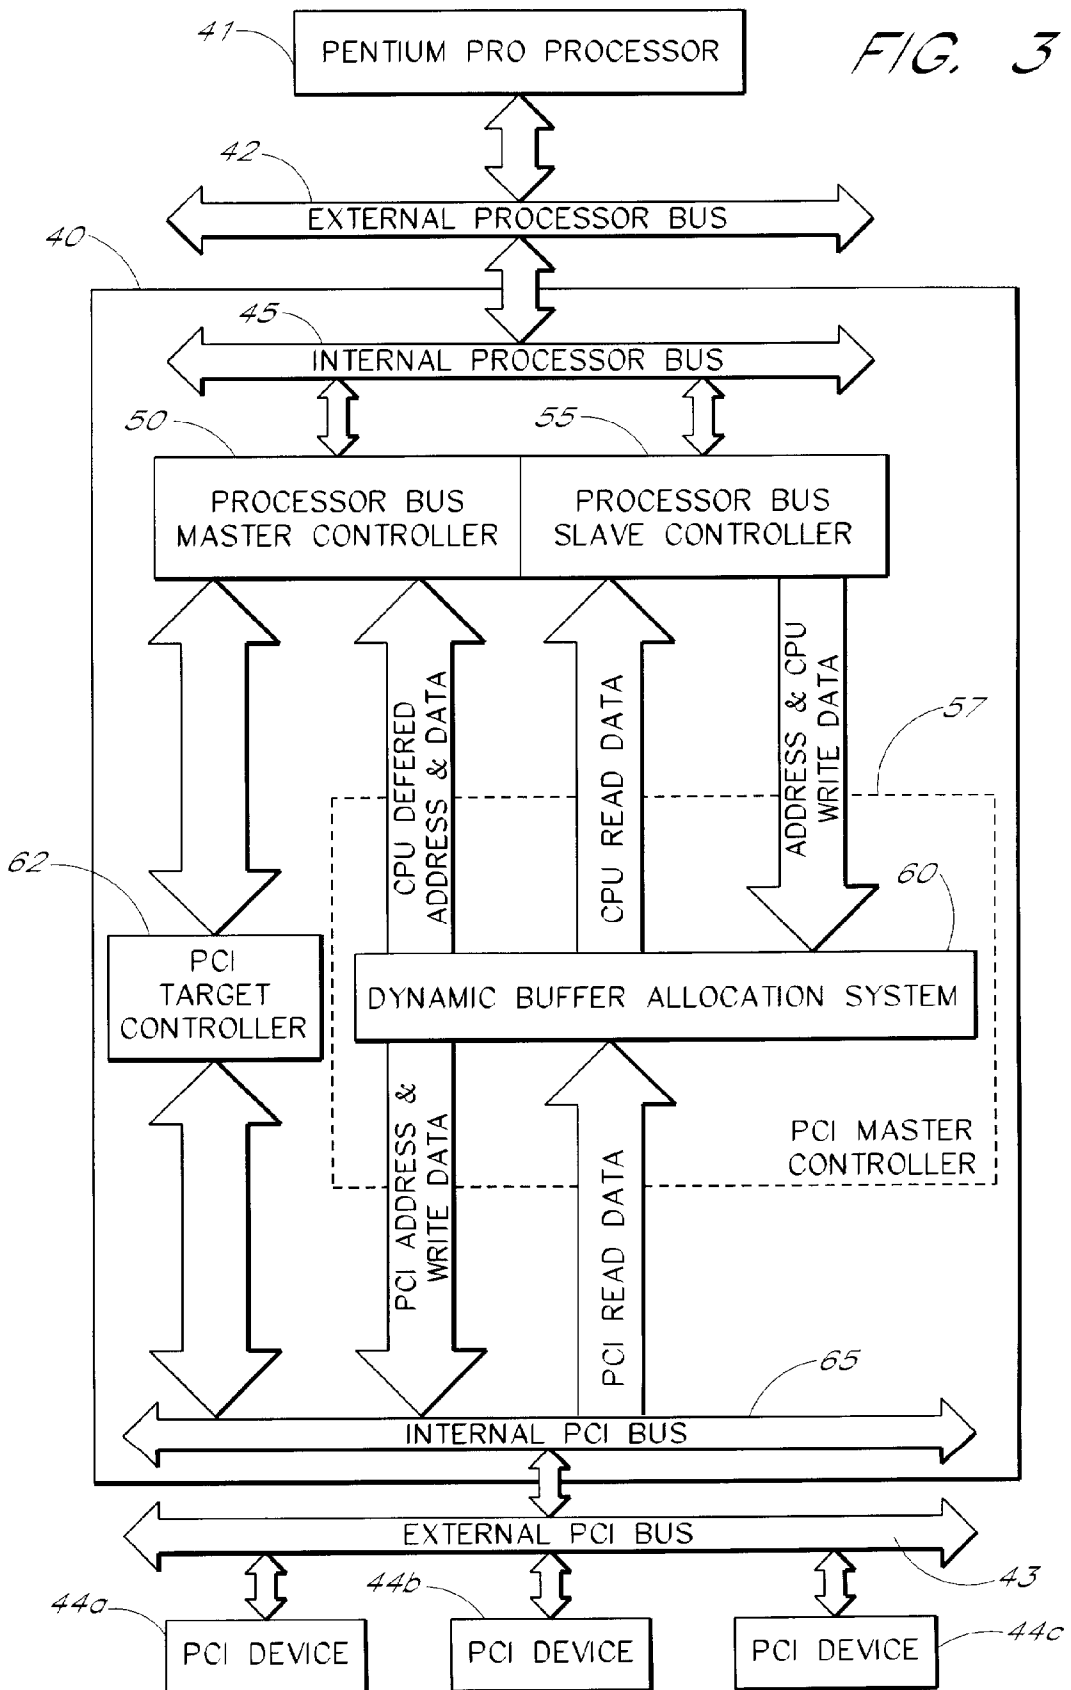 FIG. 3
41
PENTIUM PRO PROCESSOR
42
EXTERNAL PROCESSOR BUS
40
45
INTERNAL PROCESSOR BUS
50
55
PROCESSOR BUS
MASTER CONTROLLER
PROCESSOR BUS
SLAVE CONTROLLER
CPU DEFERED
ADDRESS & DATA
CPU READ DATA
ADDRESS & CPU
WRITE DATA
57
62
60
PCI
TARGET
CONTROLLER
DYNAMIC BUFFER ALLOCATION SYSTEM
PCI ADDRESS &
WRITE DATA
PCI READ DATA
PCI MASTER
CONTROLLER
65
INTERNAL PCI BUS
EXTERNAL PCI BUS
43
44a
PCI DEVICE
44b
PCI DEVICE
44c
PCI DEVICE